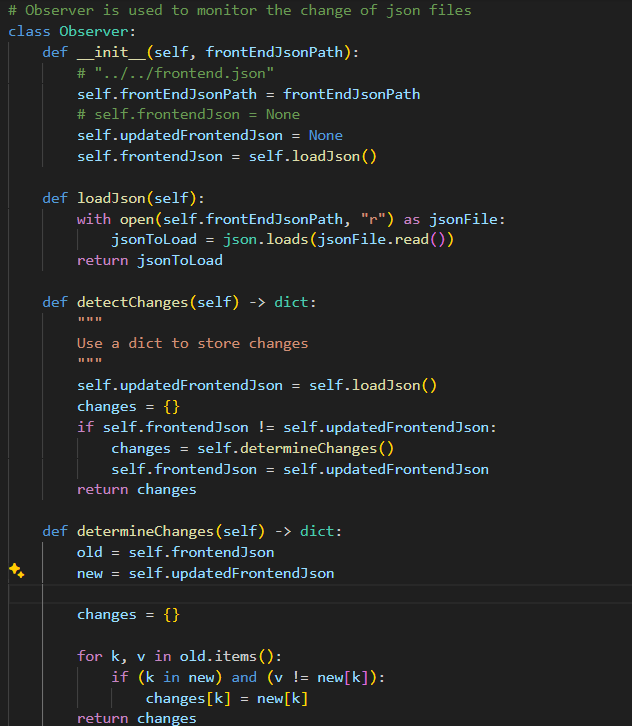 # Observer is used to monitor the change of json files
class Observer:
    def __init__(self, frontEndJsonPath):
        # "../../frontend.json"
        self.frontEndJsonPath = frontEndJsonPath
        # self.frontendJson = None
        self.updatedFrontendJson = None
        self.frontendJson = self.loadJson()
    def loadJson(self):
        with open(self.frontEndJsonPath, "r") as jsonFile:
            jsonToLoad = json.loads(jsonFile.read())
        return jsonToLoad
    def detectChanges(self) -> dict:
        """
        Use a dict to store changes
        """
        self.updatedFrontendJson = self.loadJson()
        changes = {}
        if self.frontendJson != self.updatedFrontendJson:
            changes = self.determineChanges()
            self.frontendJson = self.updatedFrontendJson
        return changes
    def determineChanges(self) -> dict:
        old = self.frontendJson
        new = self.updatedFrontendJson
        changes = {}
        for k, v in old.items():
            if (k in new) and (v != new[k]):
                changes[k] = new[k]
        return changes